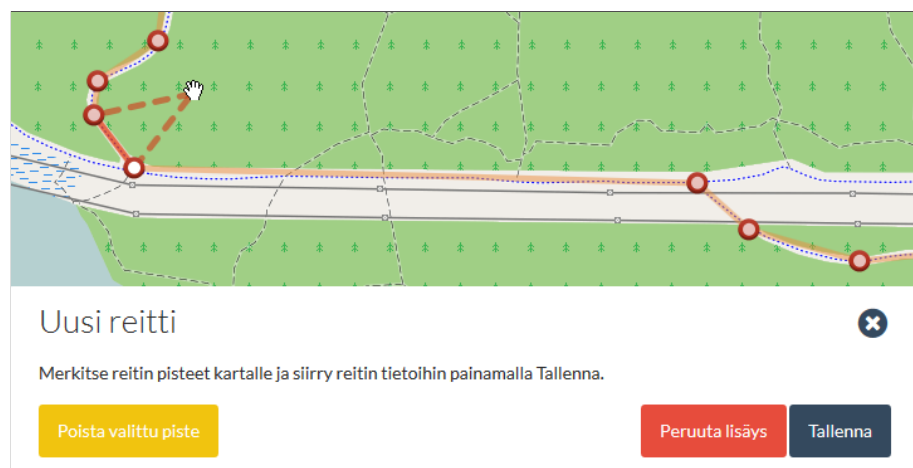 Uusi reitti
Merkitse reitin pisteet kartalle ja siirry reitin tietoihin painamalla Tallenna.
Poista valittu piste
Peruuta lisäys
Tallenna